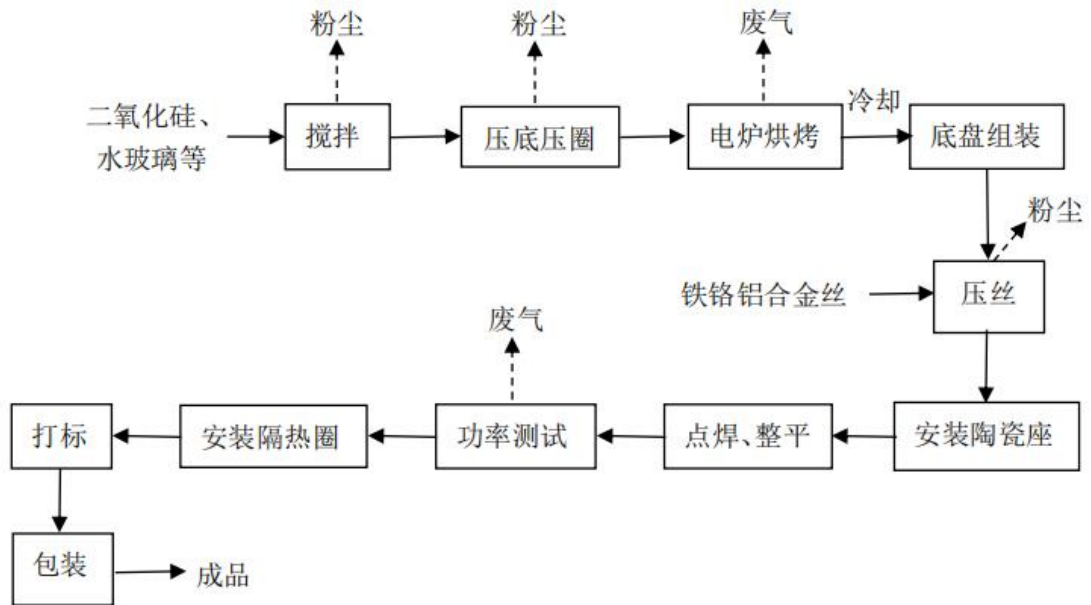 粉尘
粉尘
废气
二氧化硅、
水玻璃等
搅拌
压底压圈
电炉烘烤
冷却
底盘组装
粉尘
铁铬铝合金丝
压丝
废气
打标
安装隔热圈
功率测试
点焊、整平
安装陶瓷座
包装
成品